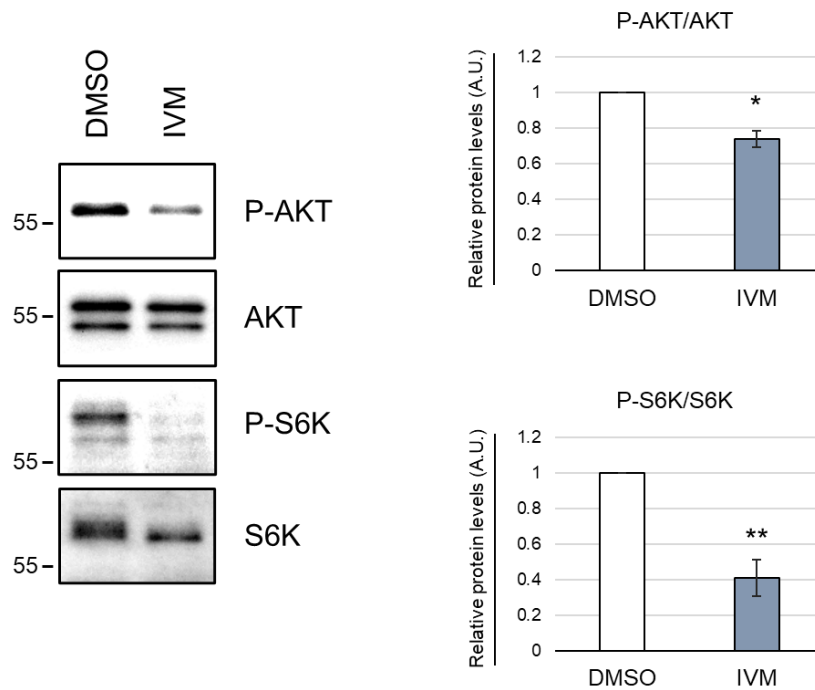 DMSO
IVM
55
P-AKT
55
AKT
55
P-S6K
55
S6K
P-AKT/AKT
Relative protein levels (A.U.)
1.2
1
0.8
0.6
0.4
0.2
0
*
DMSO
IVM
P-S6K/S6K
Relative protein levels (A.U.)
1.2
1
0.8
0.6
0.4
0.2
0
**
DMSO
IVM